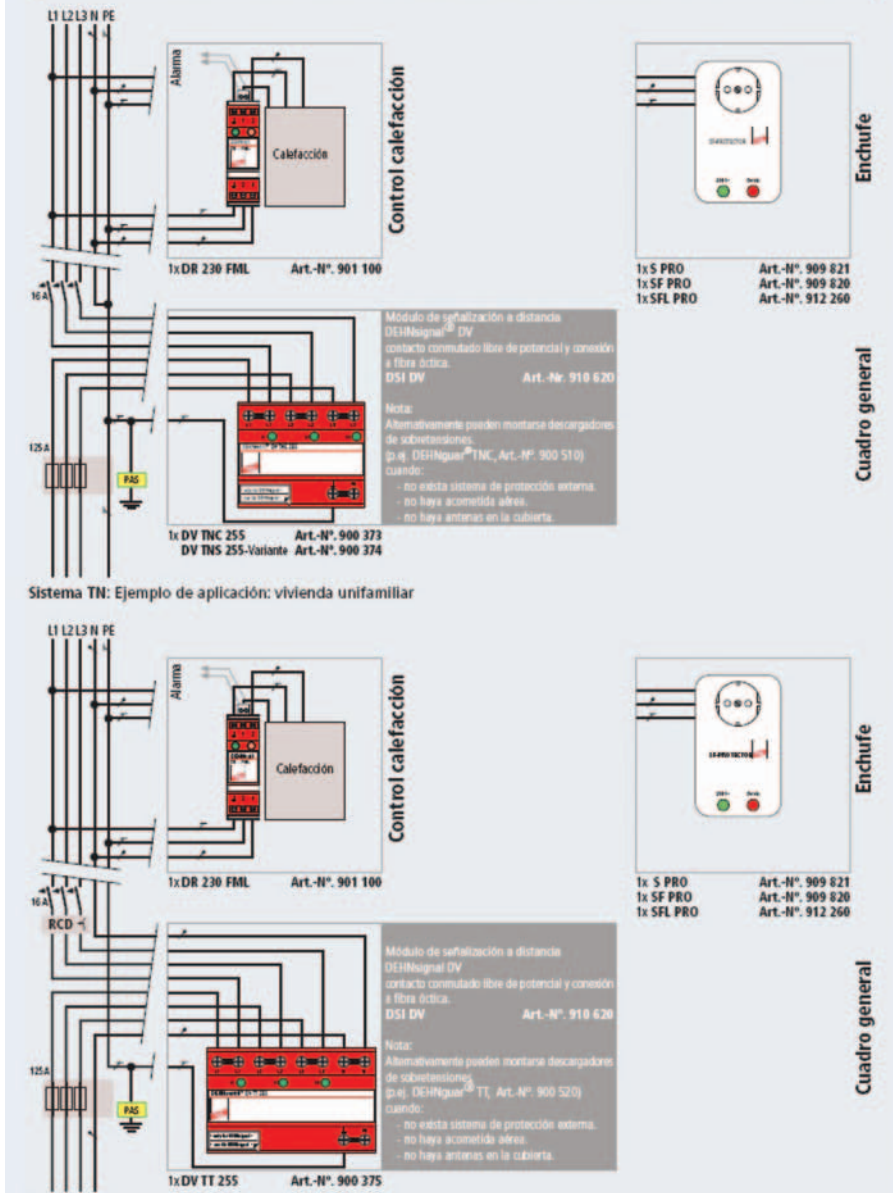 L1 L2 L3 N PE
Alarma
Calefacción
Control calefacción
1x DR 230 FML Art.-Nº. 901 100
Enchufe
1x S PRO Art.-Nº. 909 821
1x SF PRO Art.-Nº. 909 820
1x SFL PRO Art.-Nº. 912 260
16 A
125 A
PAS
Módulo de señalización a distancia
DEHNsignal® DV
contacto conmutado libre de potencial y conexión
a fibra óctica.
DSI DV Art.-Nr. 910 620
Nota:
Alternativamente pueden montarse descargadores
de sobretensiones.
(p.ej. DEHNguar®TNC, Art.-Nº. 900 510)
cuando:
- no exista sistema de protección externa.
- no haya acometida aérea.
- no haya antenas en la cubierta.
Cuadro general
1x DV TNC 255 Art.-Nº. 900 373
DV TNS 255-Variante Art.-Nº. 900 374
Sistema TN: Ejemplo de aplicación: vivienda unifamiliar
L1 L2 L3 N PE
Alarma
Calefacción
Control calefacción
1x DR 230 FML Art.-Nº. 901 100
SF-PROTECTOR
Enchufe
1x S PRO Art.-Nº. 909 821
1x SF PRO Art.-Nº. 909 820
1x SFL PRO Art.-Nº. 912 260
16 A
RCD
125 A
PAS
Módulo de señalización a distancia
DEHNsignal DV
contacto conmutado libre de potencial y conexión
a fibra óctica.
DSI DV Art.-Nº. 910 620
Nota:
Alternativamente pueden montarse descargadores
de sobretensiones
(p.ej. DEHNguar® TT, Art.-Nº. 900 520)
cuando:
- no exista sistema de protección externa.
- no haya acometida aérea.
- no haya antenas en la cubierta.
Cuadro general
1x DV TT 255 Art.-Nº. 900 375